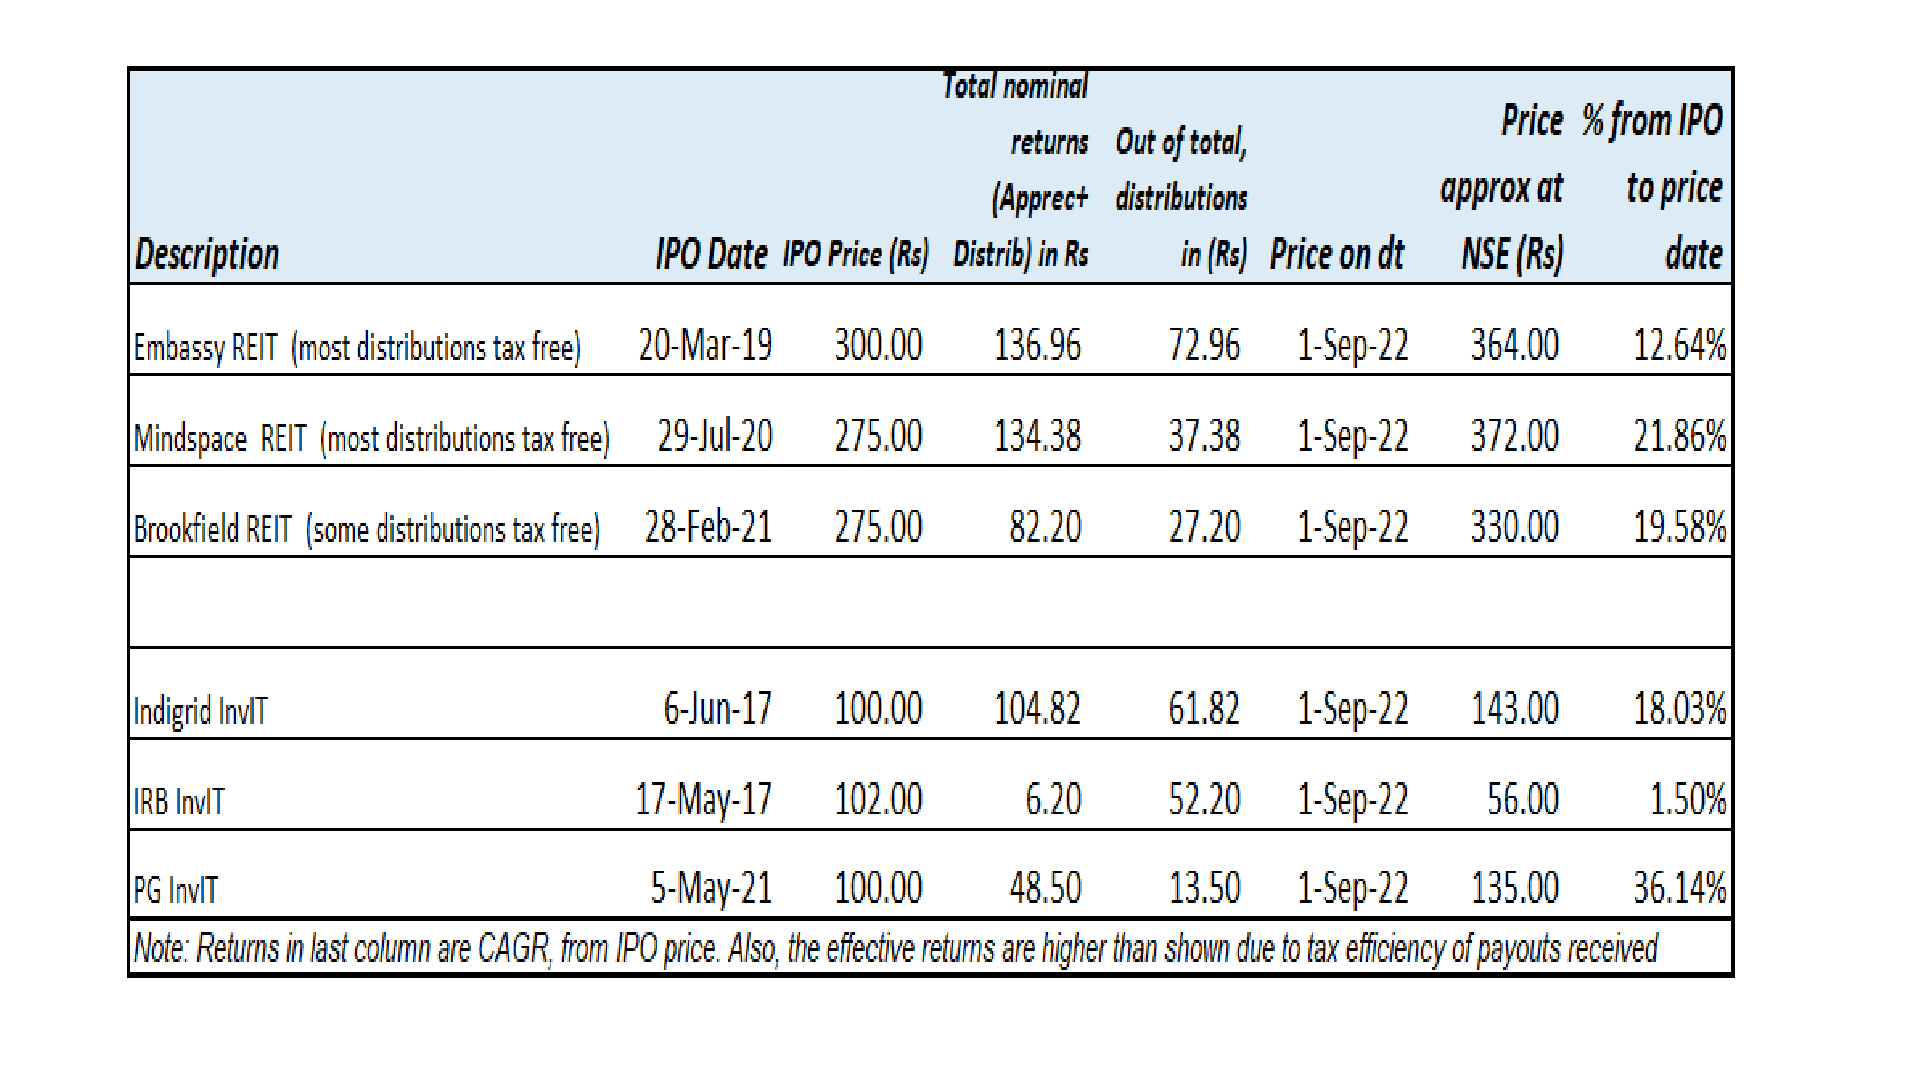 Description IPO Date IPO Price (Rs) Total nominal returns (Apprec+ Distrib) in Rs Out of total, distributions in (Rs) Price on dt Price approx at NSE (Rs) % from IPO to price date
Embassy REIT (most distributions tax free) 20-Mar-19 300.00 136.96 72.96 1-Sep-22 364.00 12.64%
Mindspace REIT (most distributions tax free) 29-Jul-20 275.00 134.38 37.38 1-Sep-22 372.00 21.86%
Brookfield REIT (some distributions tax free) 28-Feb-21 275.00 82.20 27.20 1-Sep-22 330.00 19.58%
Indigrid InvIT 6-Jun-17 100.00 104.82 61.82 1-Sep-22 143.00 18.03%
IRB InvIT 17-May-17 102.00 6.20 52.20 1-Sep-22 56.00 1.50%
PG InvIT 5-May-21 100.00 48.50 13.50 1-Sep-22 135.00 36.14%
Note: Returns in last column are CAGR, from IPO price. Also, the effective returns are higher than shown due to tax efficiency of payouts received